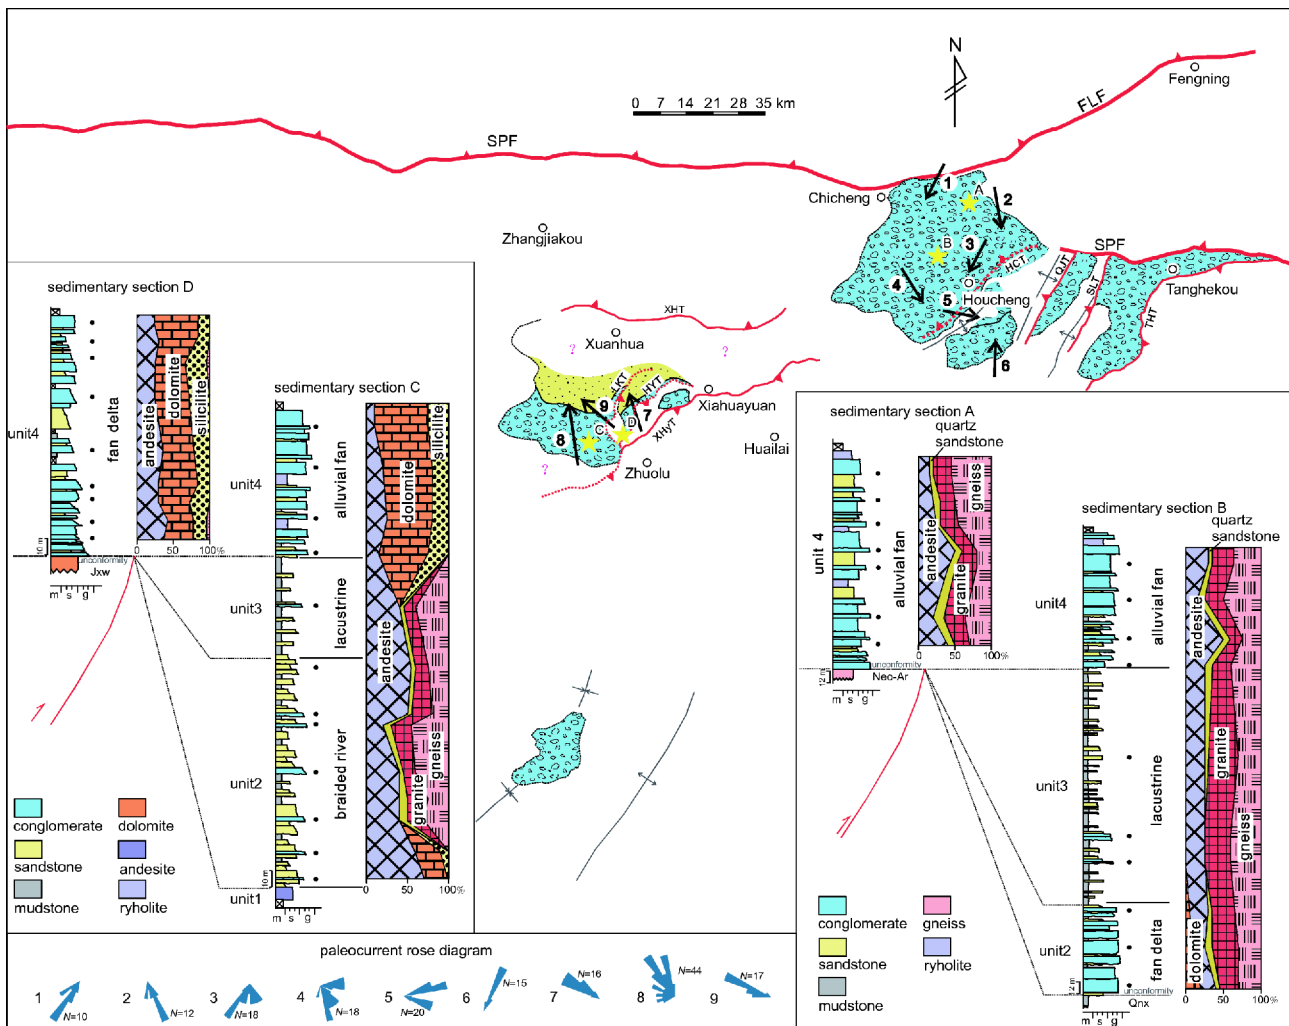 N
Fengning
0 7 14 21 28 35 km
FLF
SPF
Chicheng
1
A
2
Zhangjiakou
B
3
HCT
SPF
QJT
SLT
Tanghekou
THT
4
5
Houcheng
6
XHT
?
Xuanhua
?
LKT
HYT
Xiahuayuan
9
7
8
C
D
XHyT
Huailai
?
Zhuolu
?
sedimentary section D
unit4
fan delta
andesite
dolomite
silicilite
10 m
unconformity
Jxw
m s g
0 50 100%
sedimentary section C
unit4
alluvial fan
unit3
lacustrine
unit2
braided river
unit1
10 m
m s g
dolomite
silicilite
andesite
granite
gneiss
0 50 100%
conglomerate
dolomite
sandstone
andesite
mudstone
ryholite
sedimentary section A
quartz
sandstone
unit 4
alluvial fan
andesite
granite
gneiss
12 m
unconformity
Neo-Ar
m s g
0 50 100%
sedimentary section B
quartz
sandstone
unit4
alluvial fan
unit3
lacustrine
unit2
fan delta
12 m
unconformity
Qnx
m s g
andesite
granite
gneiss
dolomite
0 50 100%
conglomerate
gneiss
sandstone
ryholite
mudstone
paleocurrent rose diagram
1 N=10
2 N=12
3 N=18
4 N=18
5 N=20
6 N=15
7 N=16
8 N=44
9 N=17